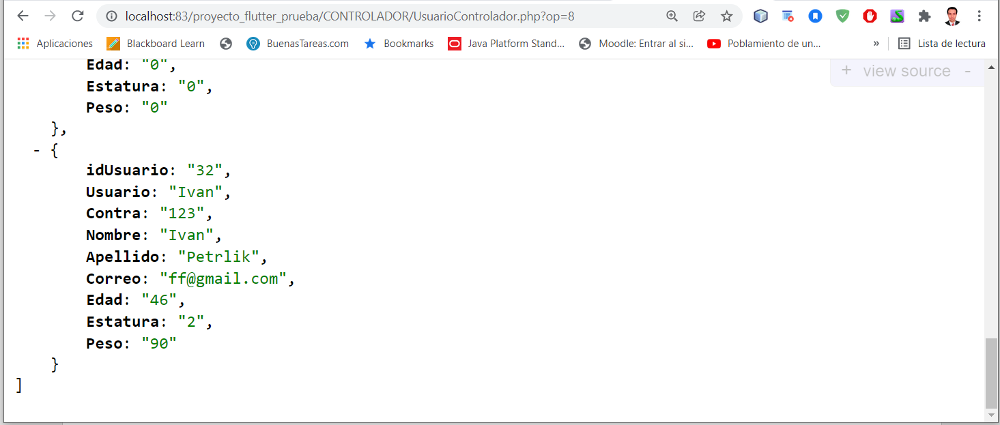 localhost:83/proyecto_flutter_prueba/CONTROLADOR/UsuarioControlador.php?op=8
Aplicaciones Blackboard Learn BuenasTareas.com Bookmarks Java Platform Stand... Moodle: Entrar al si... Poblamiento de un... » Lista de lectura
+ view source -
Edad: "0",
Estatura: "0",
Peso: "0"
},
- {
idUsuario: "32",
Usuario: "Ivan",
Contra: "123",
Nombre: "Ivan",
Apellido: "Petrlik",
Correo: "ff@gmail.com",
Edad: "46",
Estatura: "2",
Peso: "90"
}
]